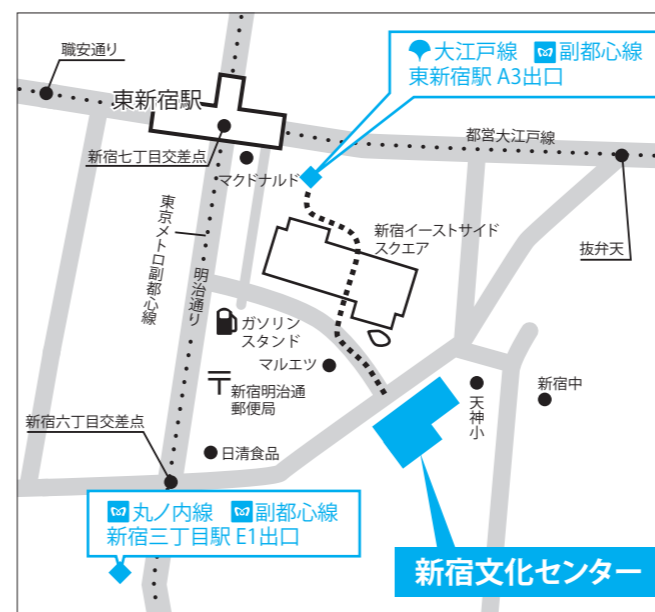 職安通り
大江戸線 副都心線
東新宿駅 A3出口
東新宿駅
都営大江戸線
新宿七丁目交差点
マクドナルド
新宿イーストサイド
スクエア
抜弁天
東京メトロ副都心線
明治通り
ガソリン
スタンド
マルエツ
新宿明治通
郵便局
天神小
新宿中
新宿六丁目交差点
日清食品
丸ノ内線 副都心線
新宿三丁目駅 E1出口
新宿文化センター